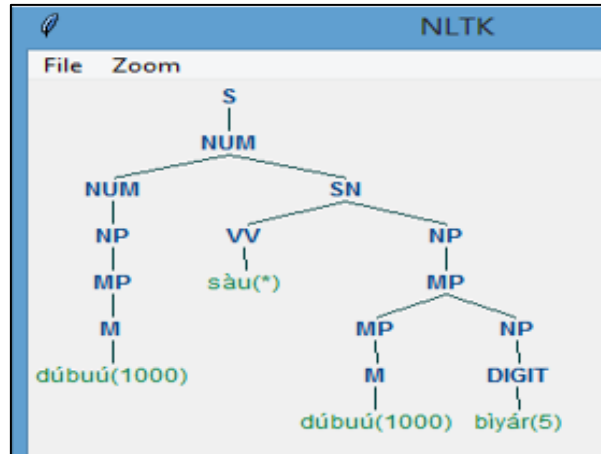 NLTK
File Zoom
S
NUM
NUM SN
NP VV NP
MP sàu(*) MP
M MP NP
dúbuú(1000) M DIGIT
dúbuú(1000) bìyár(5)